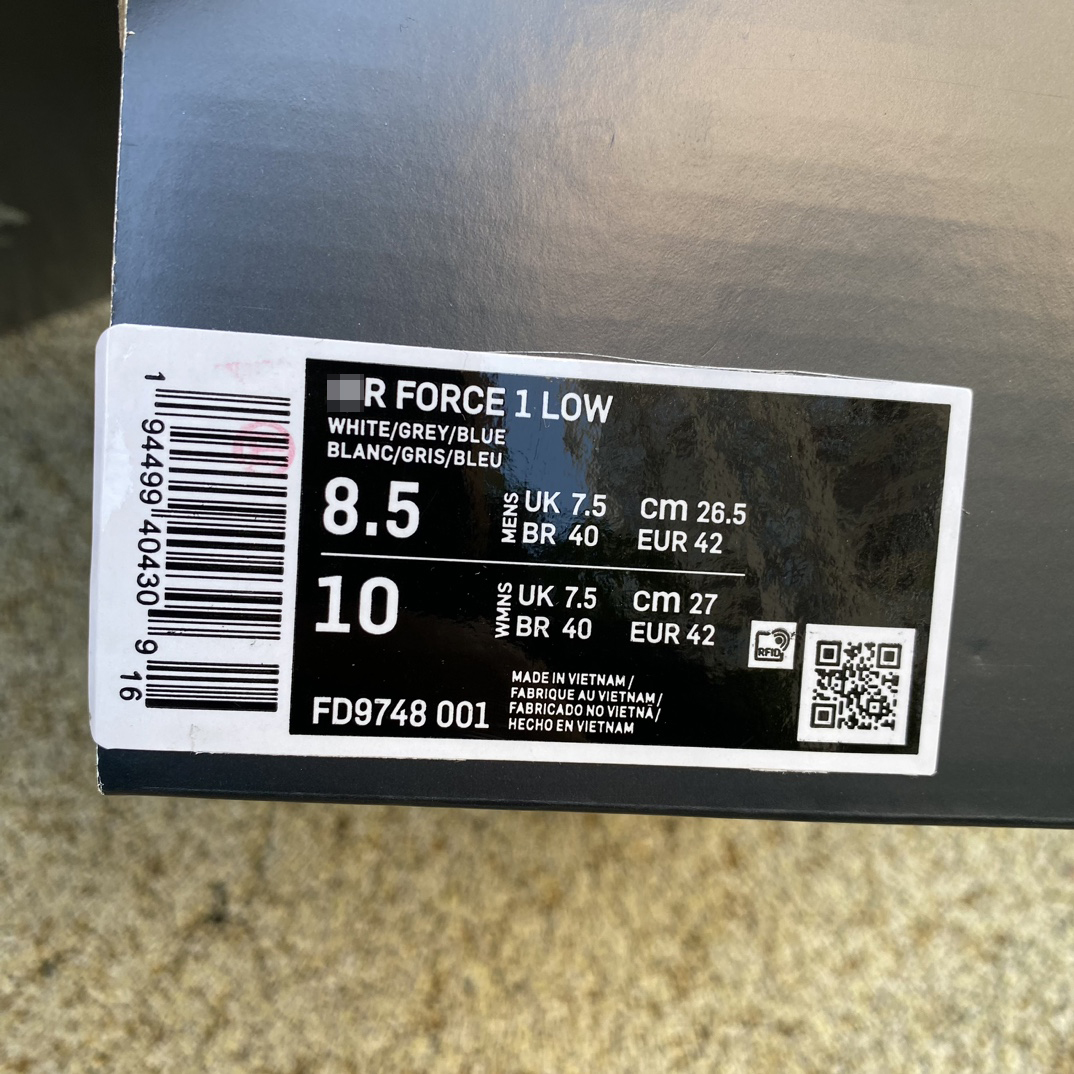 R FORCE 1 LOW
WHITE/GREY/BLUE
BLANC/GRIS/BLEU
8.5
MENS
UK 7.5 cm 26.5
BR 40 EUR 42
10
WMNS
UK 7.5 cm 27
BR 40 EUR 42
RFID
FD9748 001
MADE IN VIETNAM /
FABRIQUE AU VIETNAM/
FABRICADO NO VIETNÃ/
HECHO EN VIETNAM
1 94499 40430 9 16